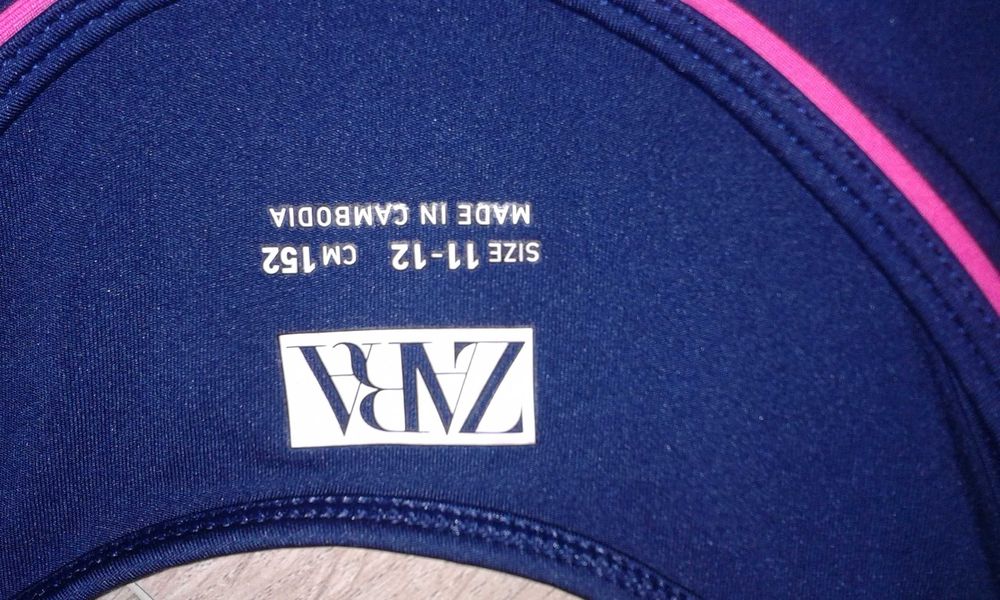 ZARA
SIZE 11-12 CM 152
MADE IN CAMBODIA